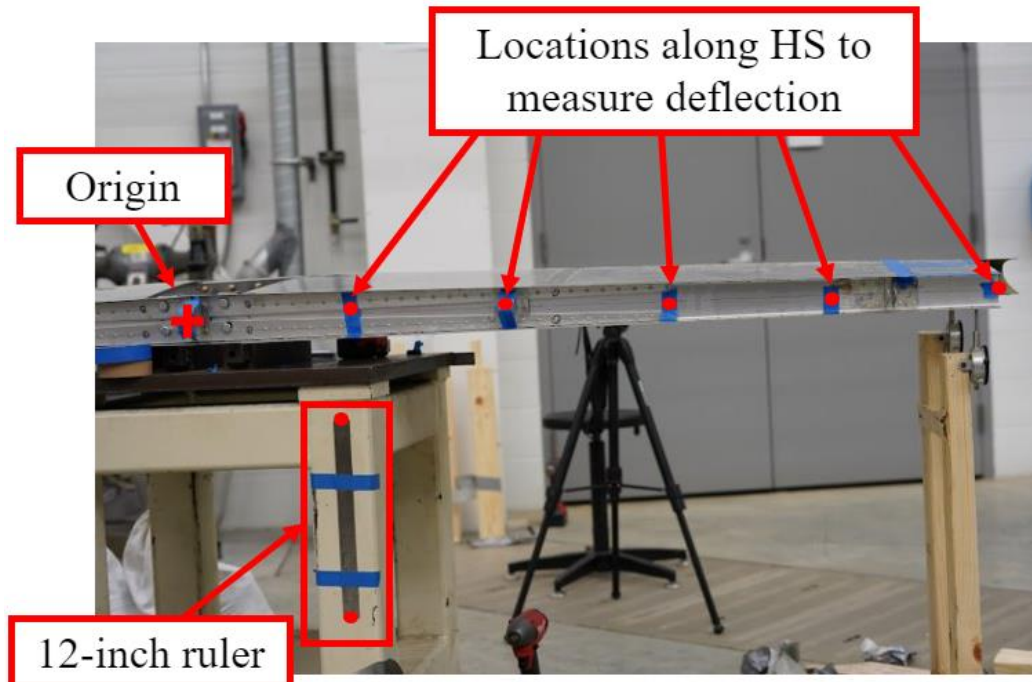 Locations along HS to
measure deflection
Origin
12-inch ruler